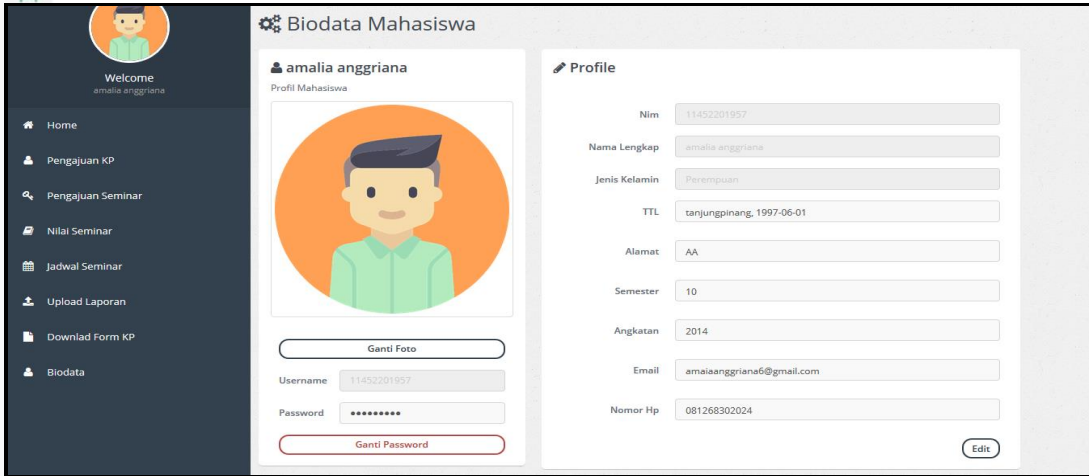 Welcome
amalia anggriana
Home
Pengajuan KP
Pengajuan Seminar
Nilai Seminar
Jadwal Seminar
Upload Laporan
Downlad Form KP
Biodata
Biodata Mahasiswa
amalia anggriana
Profil Mahasiswa
Ganti Foto
Username 11452201957
Password •••••••••
Ganti Password
Profile
Nim 11452201957
Nama Lengkap amalia anggriana
Jenis Kelamin Perempuan
TTL tanjungpinang, 1997-06-01
Alamat AA
Semester 10
Angkatan 2014
Email amaiaanggriana6@gmail.com
Nomor Hp 081268302024
Edit